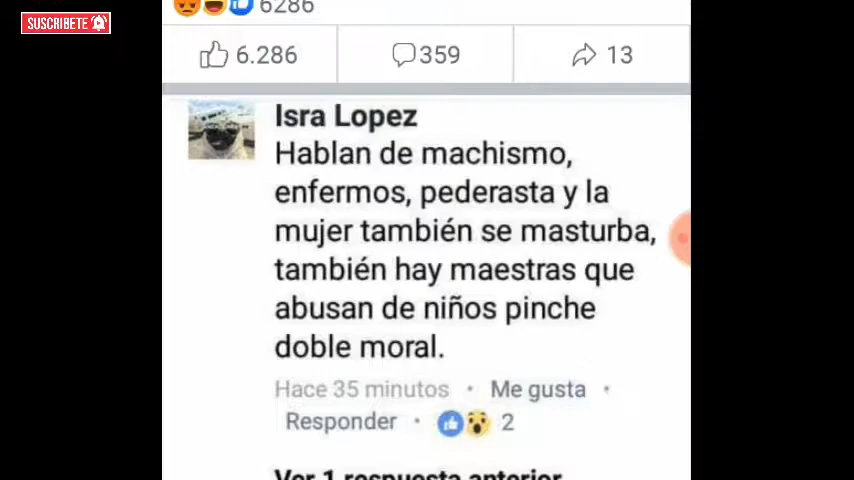 SUSCRIBETE
6286
6.286 359 13
Isra Lopez
Hablan de machismo,
enfermos, pederasta y la
mujer también se masturba,
también hay maestras que
abusan de niños pinche
doble moral.
Hace 35 minutos · Me gusta ·
Responder · 2
Ver 1 respuesta anterior